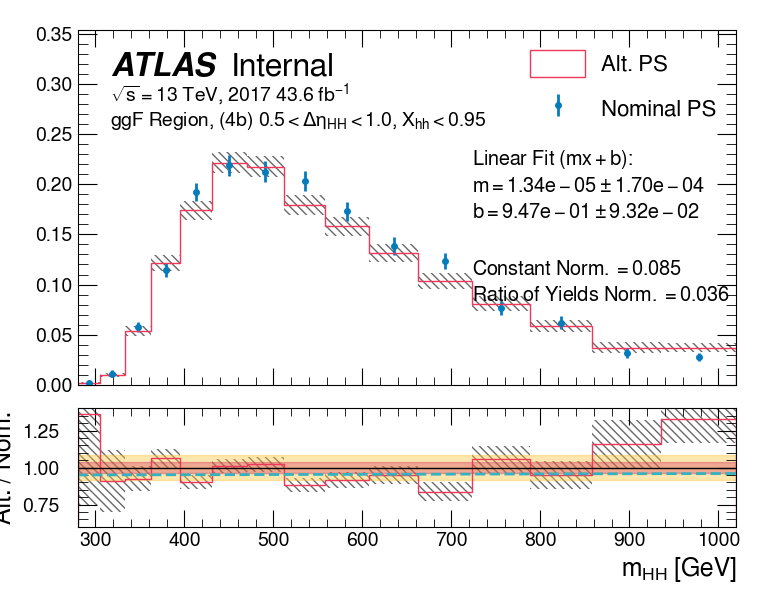 ATLAS Internal
√s = 13 TeV, 2017 43.6 fb⁻¹
ggF Region, (4b) 0.5 < Δη_HH < 1.0, X_hh < 0.95
Alt. PS
Nominal PS
Linear Fit (mx + b):
m = 1.34e − 05 ± 1.70e − 04
b = 9.47e − 01 ± 9.32e − 02
Constant Norm. = 0.085
Ratio of Yields Norm. = 0.036
0.35
0.30
0.25
0.20
0.15
0.10
0.05
0.00
Alt. / Nom.
1.25
1.00
0.75
300 400 500 600 700 800 900 1000
m_HH [GeV]